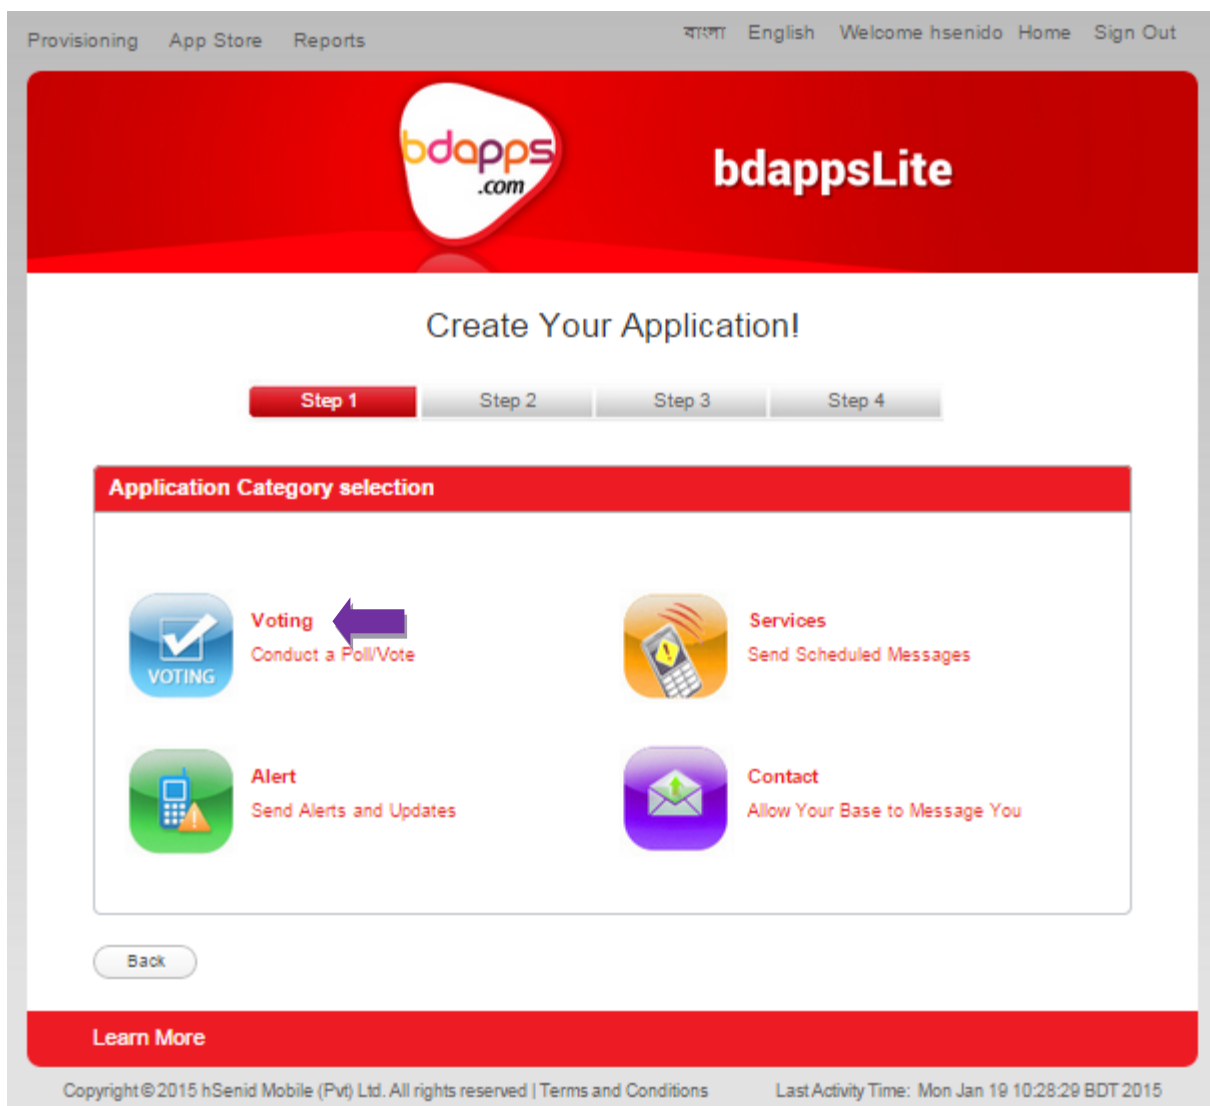 Provisioning App Store Reports বাংলা English Welcome hsenido Home Sign Out
bdapps
.com
bdappsLite
Create Your Application!
Step 1 Step 2 Step 3 Step 4
Application Category selection
VOTING
Voting
Conduct a Poll/Vote
Services
Send Scheduled Messages
Alert
Send Alerts and Updates
Contact
Allow Your Base to Message You
Back
Learn More
Copyright © 2015 hSenid Mobile (Pvt) Ltd. All rights reserved | Terms and Conditions Last Activity Time: Mon Jan 19 10:28:29 BDT 2015